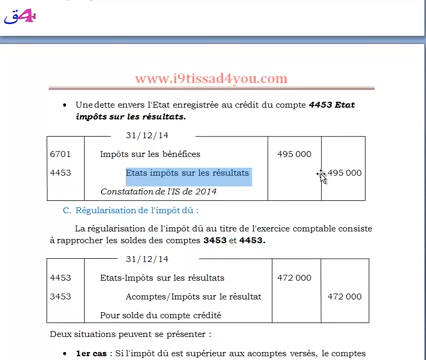 ق4
www.i9tissad4you.com
• Une dette envers l'Etat enregistrée au crédit du compte 4453 Etat
impôts sur les résultats.
31/12/14
6701 Impôts sur les bénéfices 495 000
4453 Etats impôts sur les résultats 495 000
Constatation de l'IS de 2014
C. Régularisation de l'impôt dû :
La régularisation de l'impôt dû au titre de l'exercice comptable consiste
à rapprocher les soldes des comptes 3453 et 4453.
31/12/14
4453 Etats-Impôts sur les résultats 472 000
3453 Acomptes/Impôts sur le résultat 472 000
Pour solde du compte crédité
Deux situations peuvent se présenter :
• 1er cas : Si l'impôt dû est supérieur aux acomptes versés, le comptes